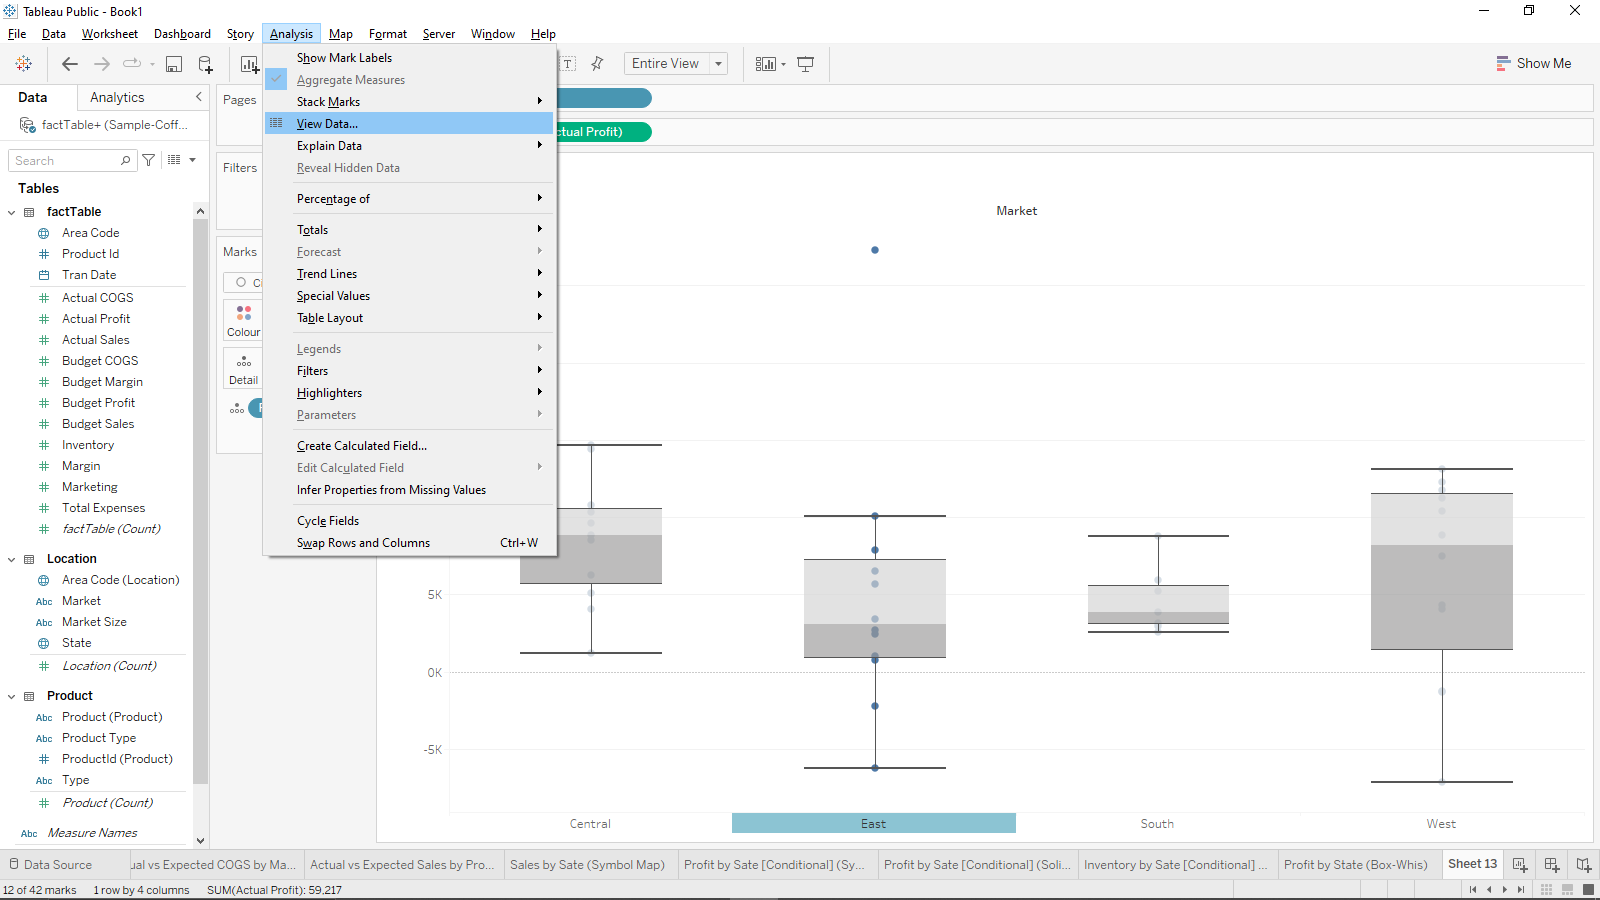 Tableau Public - Book1
File Data Worksheet Dashboard Story Analysis Map Format Server Window Help
Entire View
Show Me
Data Analytics
factTable+ (Sample-Coff...
Search
Tables
factTable
Area Code
Product Id
Tran Date
Actual COGS
Actual Profit
Actual Sales
Budget COGS
Budget Margin
Budget Profit
Budget Sales
Inventory
Margin
Marketing
Total Expenses
factTable (Count)
Location
Area Code (Location)
Abc Market
Abc Market Size
State
Location (Count)
Product
Abc Product (Product)
Abc Product Type
ProductId (Product)
Abc Type
Product (Count)
Abc Measure Names
Pages
Filters
Marks
Colour
Detail
Show Mark Labels
Aggregate Measures
Stack Marks
View Data...
Explain Data
Reveal Hidden Data
Percentage of
Totals
Forecast
Trend Lines
Special Values
Table Layout
Legends
Filters
Highlighters
Parameters
Create Calculated Field...
Edit Calculated Field
Infer Properties from Missing Values
Cycle Fields
Swap Rows and Columns Ctrl+W
ctual Profit)
Market
5K
0K
-5K
Central East South West
Data Source
ual vs Expected COGS by Ma...
Actual vs Expected Sales by Pro...
Sales by Sate (Symbol Map)
Profit by Sate [Conditional] (Sy...
Profit by Sate [Conditional] (Soli...
Inventory by Sate [Conditional] ...
Profit by State (Box-Whis)
Sheet 13
12 of 42 marks 1 row by 4 columns SUM(Actual Profit): 59,217